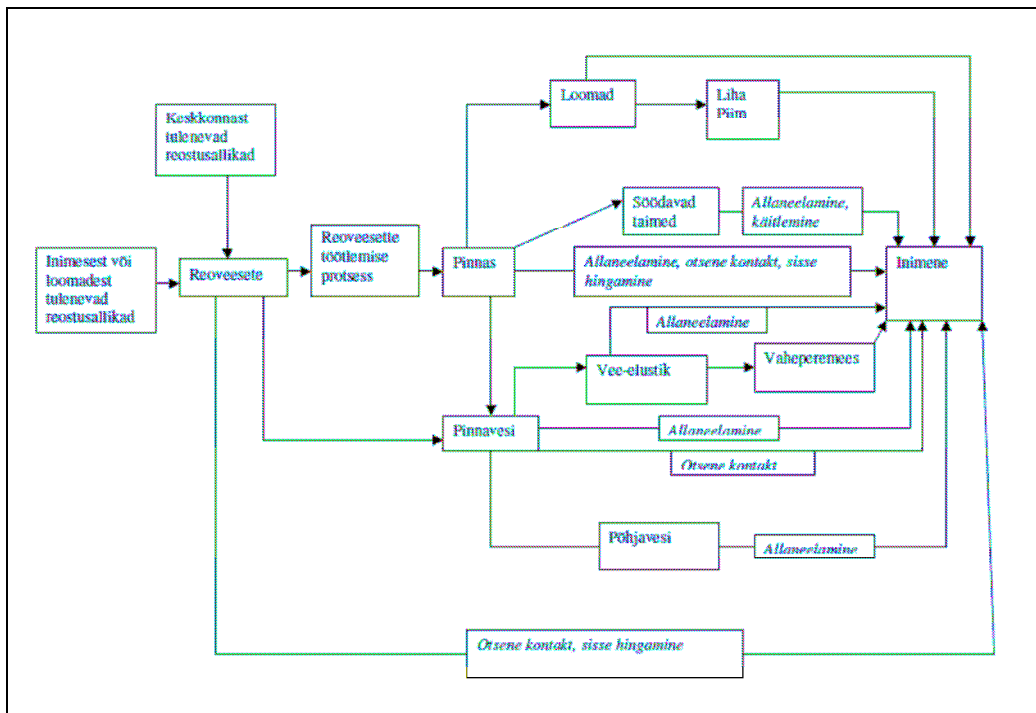 Loomad
Liha
Piim
Keskkonnast
tulenevad
reostusallikad
Söödavad
taimed
Allaneelamine,
käitlemine
Inimesest või
loomadest
tulenevad
reostusallikad
Reoveesete
Reoveesette
töötlemise
protsess
Pinnas
Allaneelamine, otsene kontakt, sisse
hingamine
Inimene
Allaneelamine
Vee-elustik
Vaheperemees
Pinnavesi
Allaneelamine
Otsene kontakt
Põhjavesi
Allaneelamine
Otsene kontakt, sisse hingamine